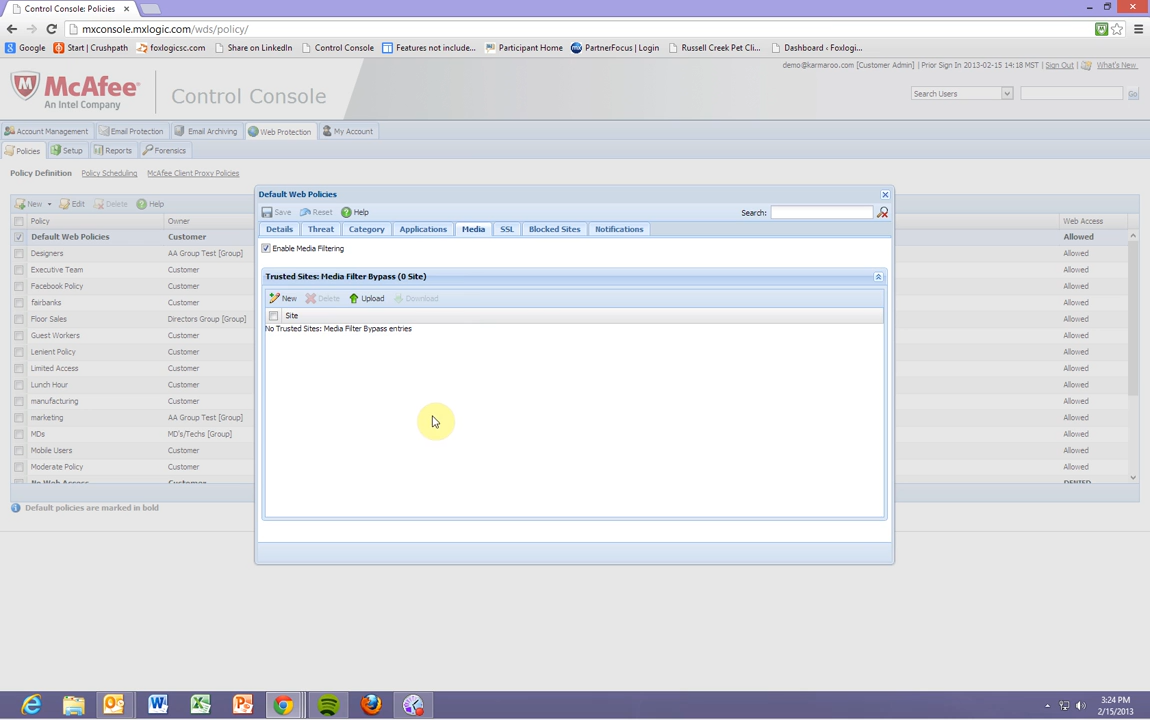 Control Console: Policies
mxconsole.mxlogic.com/wds/policy/
Google Start | Crushpath foxlogicsc.com Share on LinkedIn Control Console Features not include... Participant Home PartnerFocus | Login Russell Creek Pet Cli... Dashboard ‹ Foxlogi...
demo@karmaroo.com [Customer Admin] | Prior Sign In 2013-02-15 14:18 MST | Sign Out | What's New
McAfee
An Intel Company
Control Console
Search Users Go
Account Management Email Protection Email Archiving Web Protection My Account
Policies Setup Reports Forensics
Policy Definition Policy Scheduling McAfee Client Proxy Policies
New Edit Delete Help
Policy Owner Web Access
Default Web Policies Customer Allowed
Designers AA Group Test [Group] Allowed
Executive Team Customer Allowed
Facebook Policy Customer Allowed
fairbanks Customer Allowed
Floor Sales Directors Group [Group] Allowed
Guest Workers Customer Allowed
Lenient Policy Customer Allowed
Limited Access Customer Allowed
Lunch Hour Customer Allowed
manufacturing Customer Allowed
marketing AA Group Test [Group] Allowed
MDs MD's/Techs [Group] Allowed
Mobile Users Customer Allowed
Moderate Policy Customer Allowed
No Web Access Customer DENIED
Default policies are marked in bold
Default Web Policies
Save Reset Help Search:
Details Threat Category Applications Media SSL Blocked Sites Notifications
Enable Media Filtering
Trusted Sites: Media Filter Bypass (0 Site)
New Delete Upload Download
Site
No Trusted Sites: Media Filter Bypass entries
3:24 PM
2/15/2013